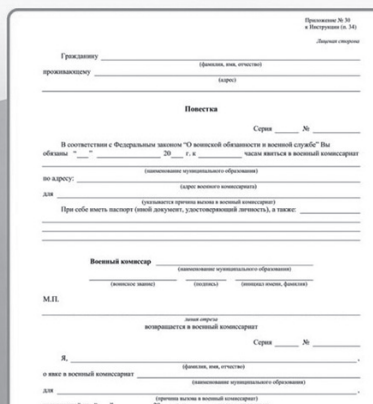 Приложение № 30
к Инструкции (п. 34)
Лицевая сторона
Гражданину
(фамилия, имя, отчество)
проживающему
(адрес)
Повестка
Серия № 
В соответствии с Федеральным законом "О воинской обязанности и военной службе" Вы
обязаны "__" ____ 20__ г. к ____ часам явиться в военный комиссариат
(наименование муниципального образования)
по адресу:
(адрес военного комиссариата)
для
(указывается причина вызова в военный комиссариат)
При себе иметь паспорт (иной документ, удостоверяющий личность), а также:
Военный комиссар
(наименование муниципального образования)
(воинское звание) (подпись) (инициал имени, фамилия)
М.П.
линия отреза
возвращается в военный комиссариат
Серия № 
Я, ,
(фамилия, имя, отчество)
о явке в военный комиссариат
(наименование муниципального образования)
для ,
(причина вызова в военный комиссариат)